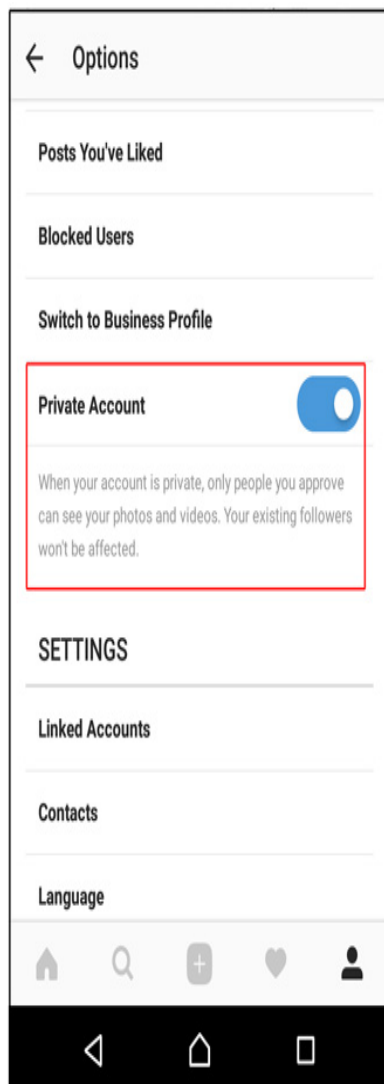 Options
Posts You've Liked
Blocked Users
Switch to Business Profile
Private Account
When your account is private, only people you approve
can see your photos and videos. Your existing followers
won't be affected.
SETTINGS
Linked Accounts
Contacts
Language